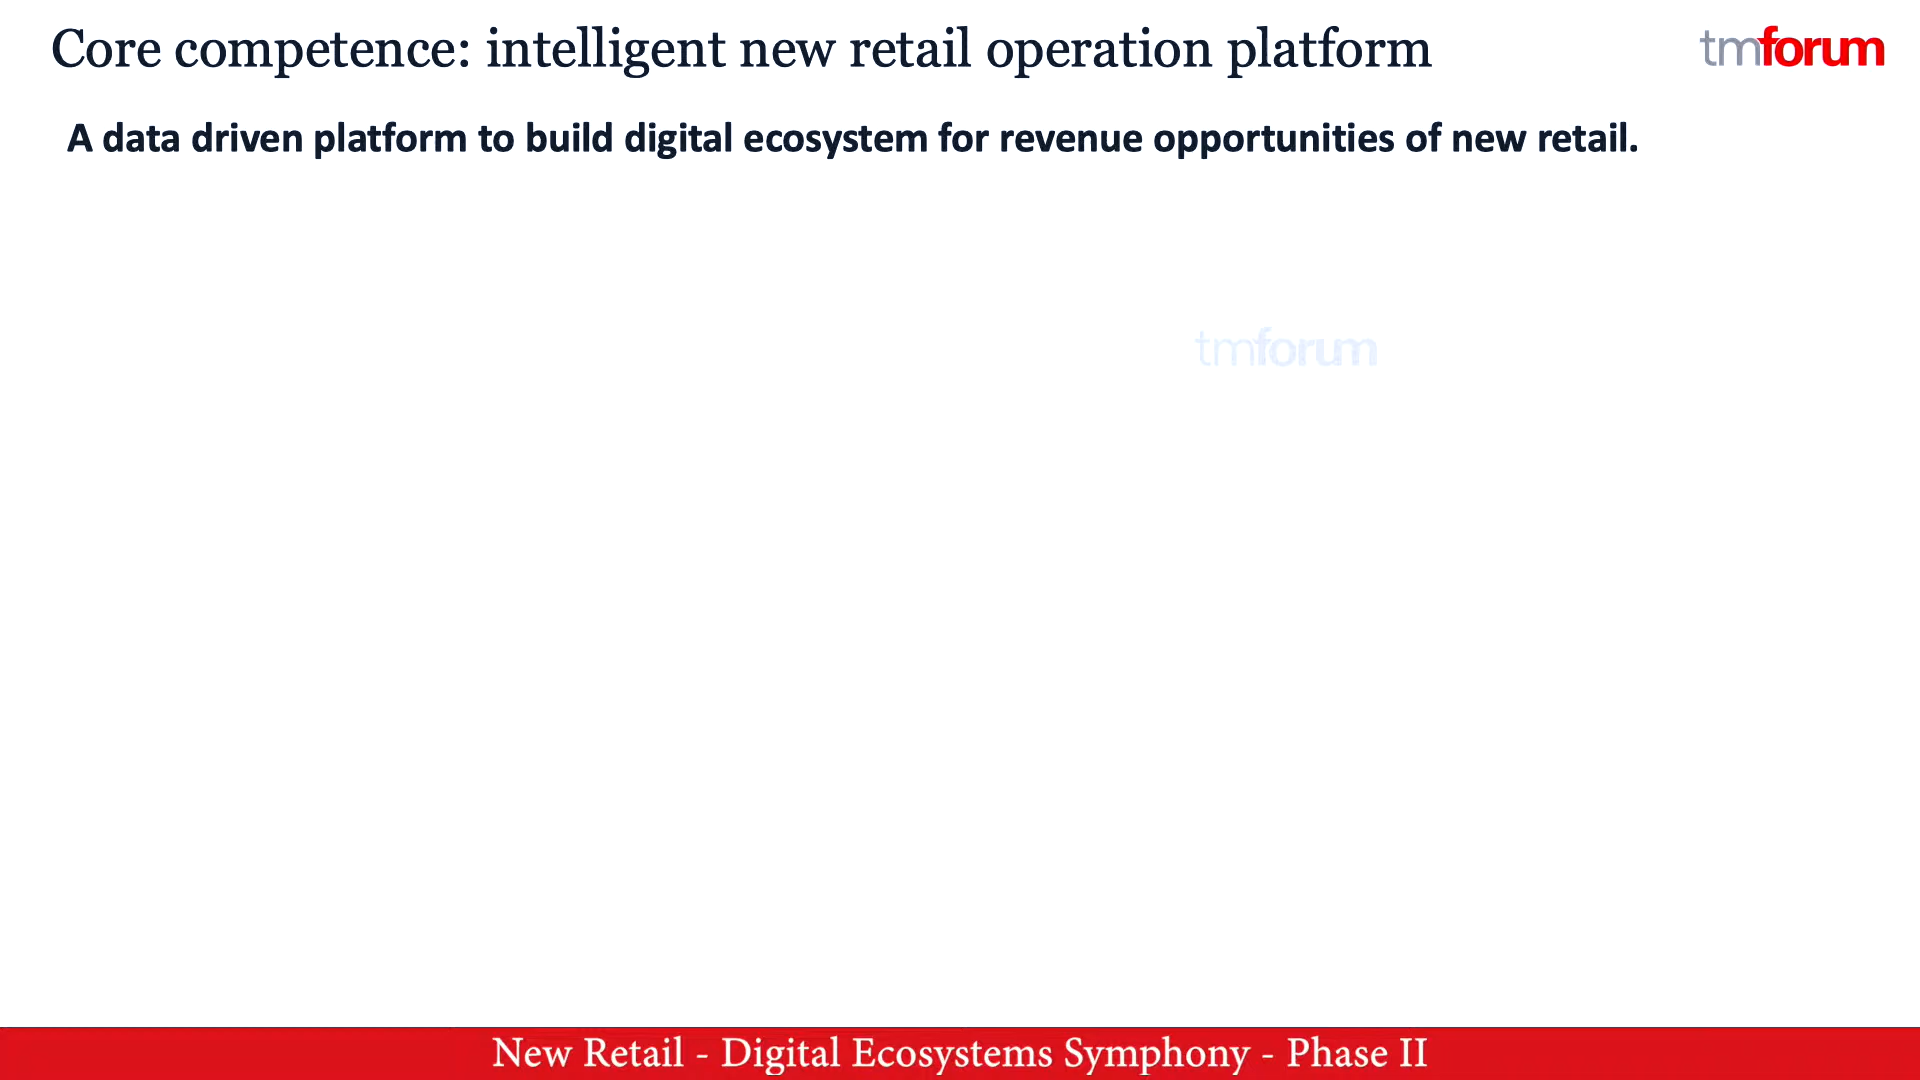 Core competence: intelligent new retail operation platform
tmforum
A data driven platform to build digital ecosystem for revenue opportunities of new retail.
tmforum
New Retail - Digital Ecosystems Symphony - Phase II